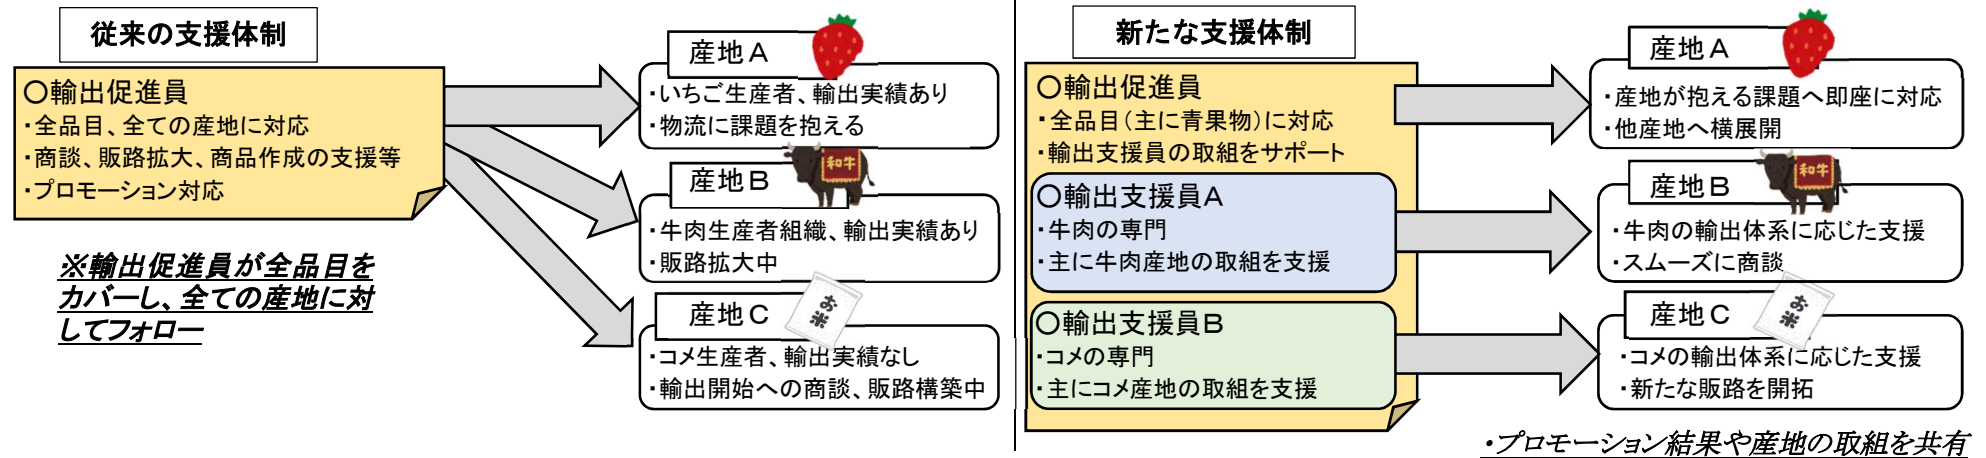 従来の支援体制
〇輸出促進員
・全品目、全ての産地に対応
・商談、販路拡大、商品作成の支援等
・プロモーション対応
※輸出促進員が全品目を
カバーし、全ての産地に対
してフォロー
産地A
・いちご生産者、輸出実績あり
・物流に課題を抱える
産地B
和牛
・牛肉生産者組織、輸出実績あり
・販路拡大中
産地C
お米
・コメ生産者、輸出実績なし
・輸出開始への商談、販路構築中
新たな支援体制
〇輸出促進員
・全品目(主に青果物)に対応
・輸出支援員の取組をサポート
〇輸出支援員A
・牛肉の専門
・主に牛肉産地の取組を支援
〇輸出支援員B
・コメの専門
・主にコメ産地の取組を支援
産地A
・産地が抱える課題へ即座に対応
・他産地へ横展開
産地B
和牛
・牛肉の輸出体系に応じた支援
・スムーズに商談
産地C
お米
・コメの輸出体系に応じた支援
・新たな販路を開拓
・プロモーション結果や産地の取組を共有